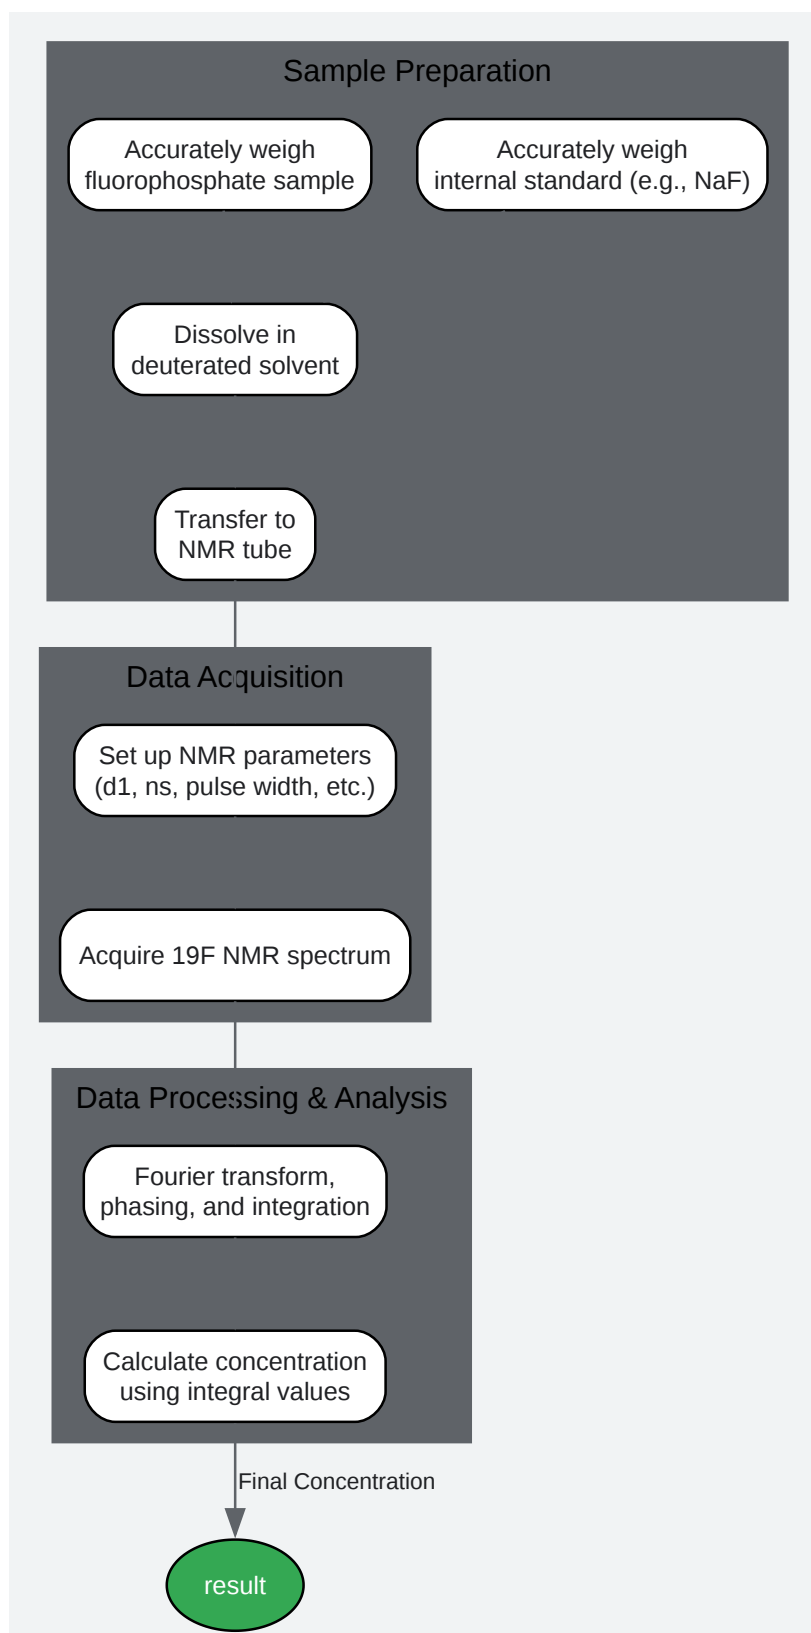 Sample Preparation
Accurately weigh
fluorophosphate sample
Accurately weigh
internal standard (e.g., NaF)
Dissolve in
deuterated solvent
Transfer to
NMR tube
Data Acquisition
Set up NMR parameters
(d1, ns, pulse width, etc.)
Acquire 19F NMR spectrum
Data Processing & Analysis
Fourier transform,
phasing, and integration
Calculate concentration
using integral values
Final Concentration
result